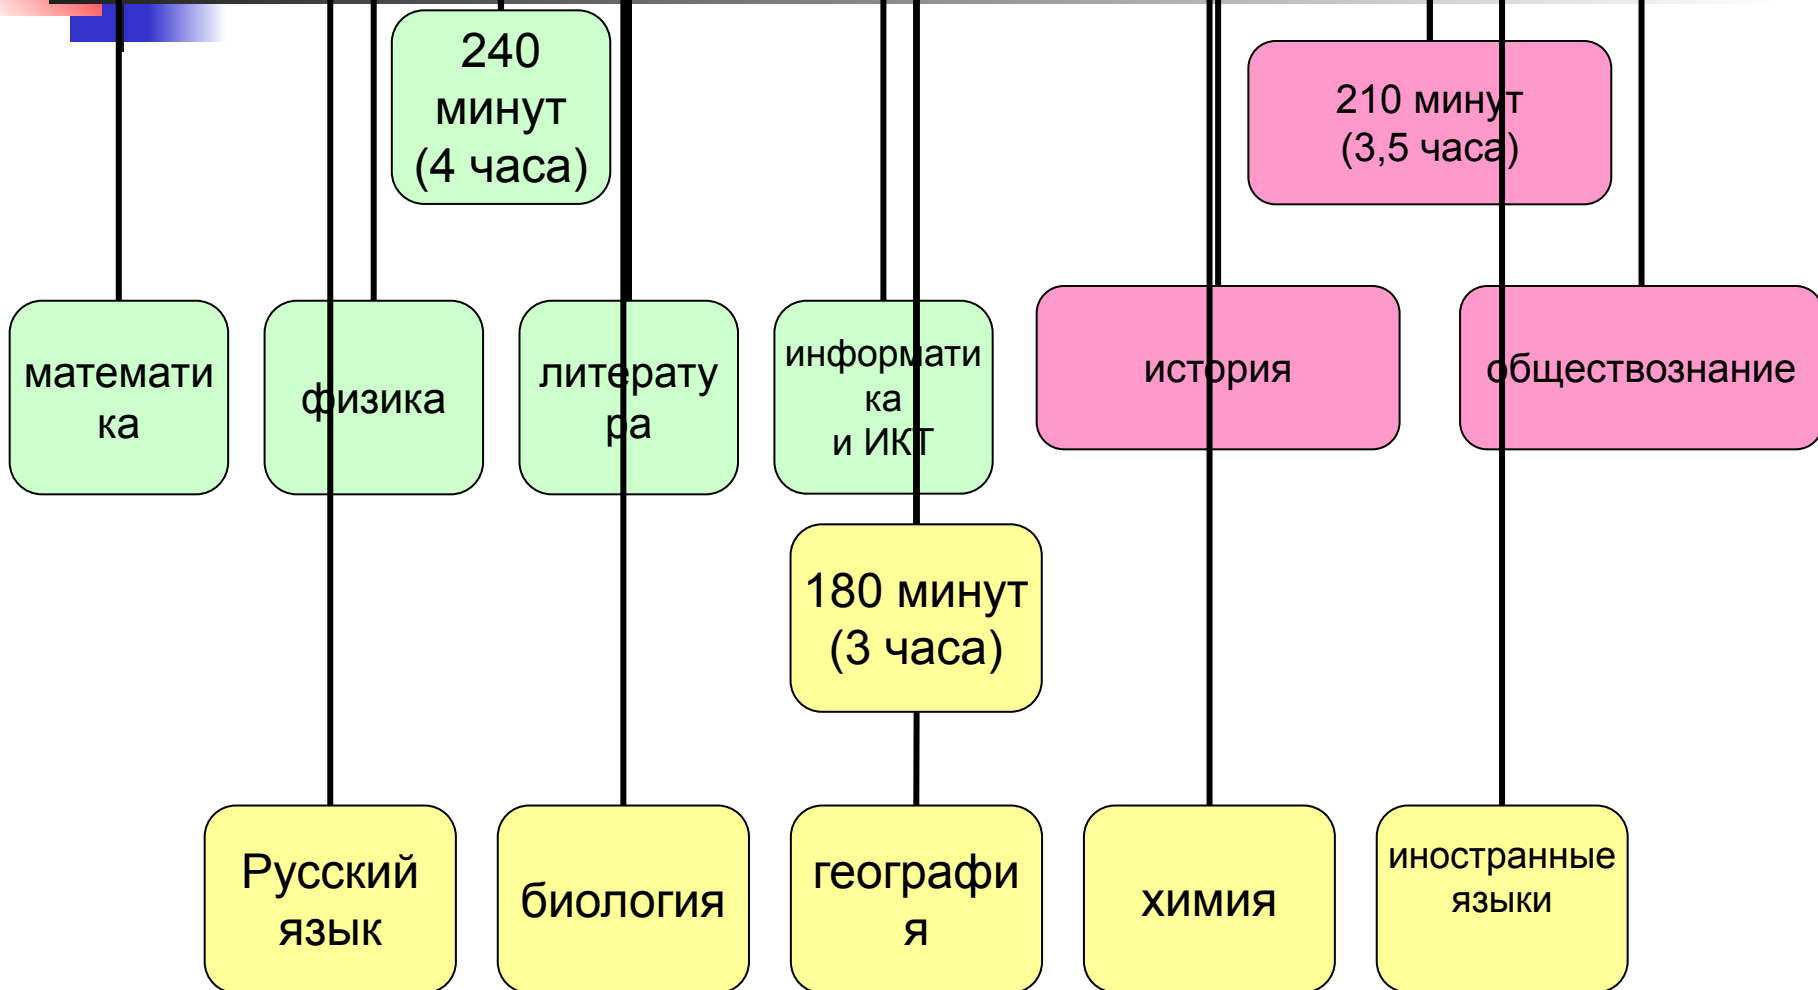 240
минут
(4 часа)
210 минут
(3,5 часа)
математи
ка
физика
литерату
ра
информати
ка
и ИКТ
история
обществознание
180 минут
(3 часа)
Русский
язык
биология
географи
я
химия
иностранные
языки